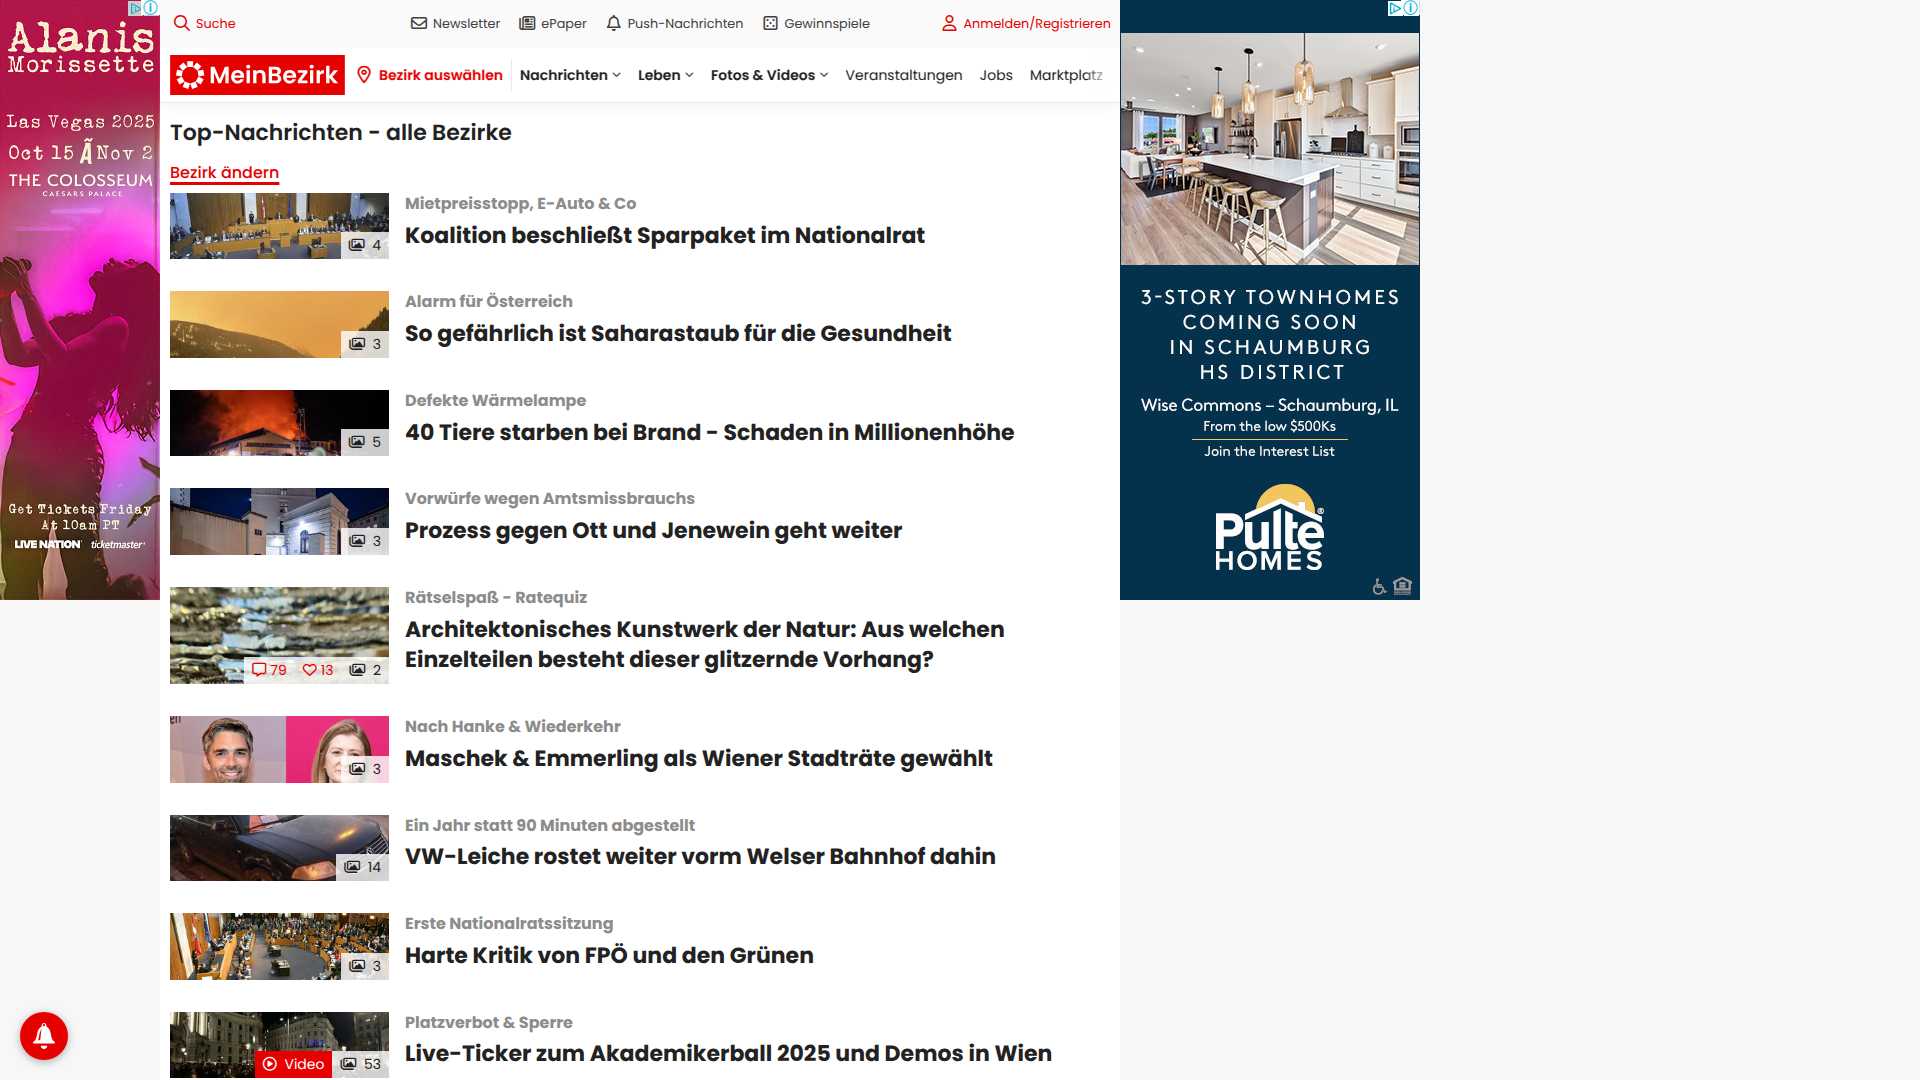 Alanis
Morissette
Las Vegas 2025
Oct 15 Ã Nov 2
THE COLOSSEUM
CAESARS PALACE
Get Tickets Friday
At 10am PT
LIVE NATION ticketmaster
Suche
Newsletter
ePaper
Push-Nachrichten
Gewinnspiele
Anmelden/Registrieren
MeinBezirk
Bezirk auswählen
Nachrichten
Leben
Fotos & Videos
Veranstaltungen
Jobs
Marktplatz
Top-Nachrichten - alle Bezirke
Bezirk ändern
4
Mietpreisstopp, E-Auto & Co
Koalition beschließt Sparpaket im Nationalrat
3
Alarm für Österreich
So gefährlich ist Saharastaub für die Gesundheit
5
Defekte Wärmelampe
40 Tiere starben bei Brand - Schaden in Millionenhöhe
3
Vorwürfe wegen Amtsmissbrauchs
Prozess gegen Ott und Jenewein geht weiter
79 13 2
Rätselspaß - Ratequiz
Architektonisches Kunstwerk der Natur: Aus welchen
Einzelteilen besteht dieser glitzernde Vorhang?
3
Nach Hanke & Wiederkehr
Maschek & Emmerling als Wiener Stadträte gewählt
14
Ein Jahr statt 90 Minuten abgestellt
VW-Leiche rostet weiter vorm Welser Bahnhof dahin
3
Erste Nationalratssitzung
Harte Kritik von FPÖ und den Grünen
Video 53
Platzverbot & Sperre
Live-Ticker zum Akademikerball 2025 und Demos in Wien
3-STORY TOWNHOMES
COMING SOON
IN SCHAUMBURG
HS DISTRICT
Wise Commons – Schaumburg, IL
From the low $500Ks
Join the Interest List
Pulte®
HOMES